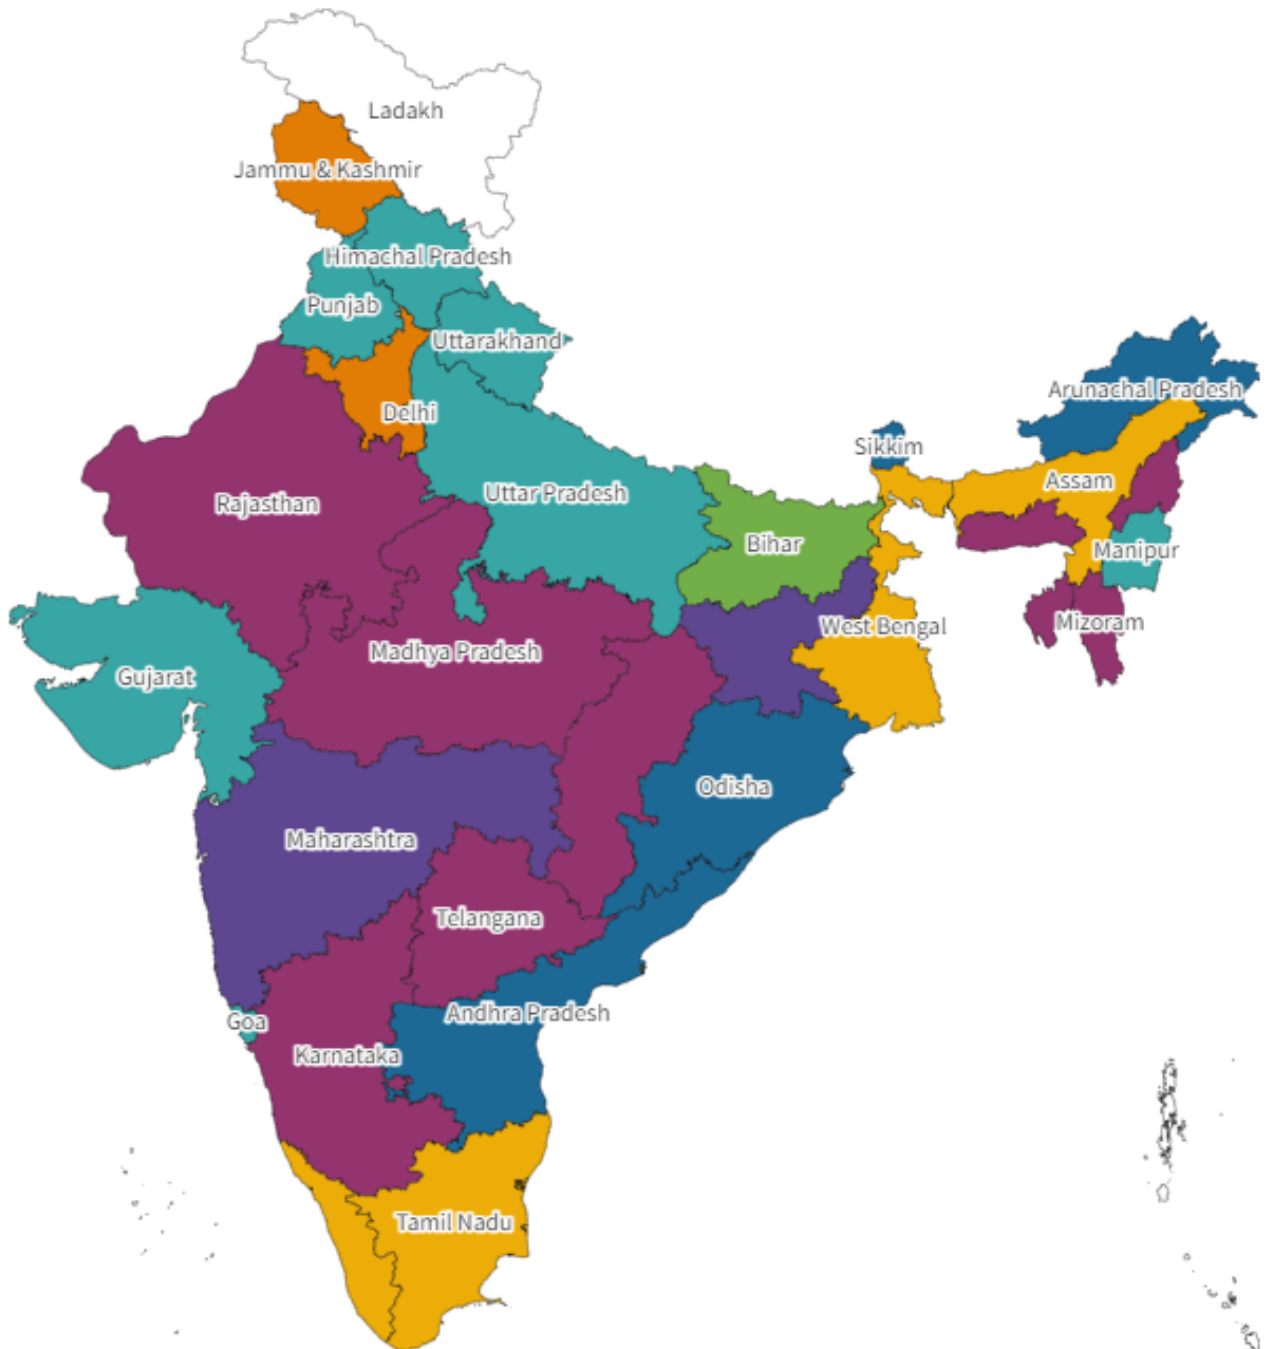 Ladakh
Jammu & Kashmir
Himachal Pradesh
Punjab
Uttarakhand
Delhi
Arunachal Pradesh
Sikkim
Assam
Rajasthan
Uttar Pradesh
Bihar
Manipur
West Bengal
Mizoram
Madhya Pradesh
Gujarat
Odisha
Maharashtra
Telangana
Andhra Pradesh
Goa
Karnataka
Tamil Nadu